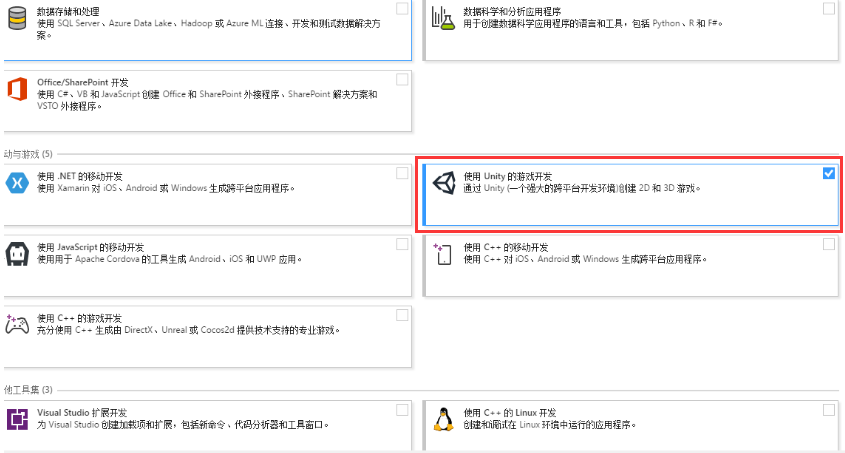 数据存储和处理
使用 SQL Server、Azure Data Lake、Hadoop 或 Azure ML 连接、开发和测试数据解决方
案。
数据科学和分析应用程序
用于创建数据科学应用程序的语言和工具，包括 Python、R 和 F#。
Office/SharePoint 开发
使用 C#、VB 和 JavaScript 创建 Office 和 SharePoint 外接程序、SharePoint 解决方案和
VSTO 外接程序。
动与游戏 (5)
使用 .NET 的移动开发
使用 Xamarin 对 iOS、Android 或 Windows 生成跨平台应用程序。
使用 Unity 的游戏开发
通过 Unity (一个强大的跨平台开发环境)创建 2D 和 3D 游戏。
使用 JavaScript 的移动开发
使用用于 Apache Cordova 的工具生成 Android、iOS 和 UWP 应用。
使用 C++ 的移动开发
使用 C++ 对 iOS、Android 或 Windows 生成跨平台应用程序。
使用 C++ 的游戏开发
充分使用 C++ 生成由 DirectX、Unreal 或 Cocos2d 提供技术支持的专业游戏。
他工具集 (3)
Visual Studio 扩展开发
为 Visual Studio 创建加载项和扩展，包括新命令、代码分析器和工具窗口。
使用 C++ 的 Linux 开发
创建和调试在 Linux 环境中运行的应用程序。